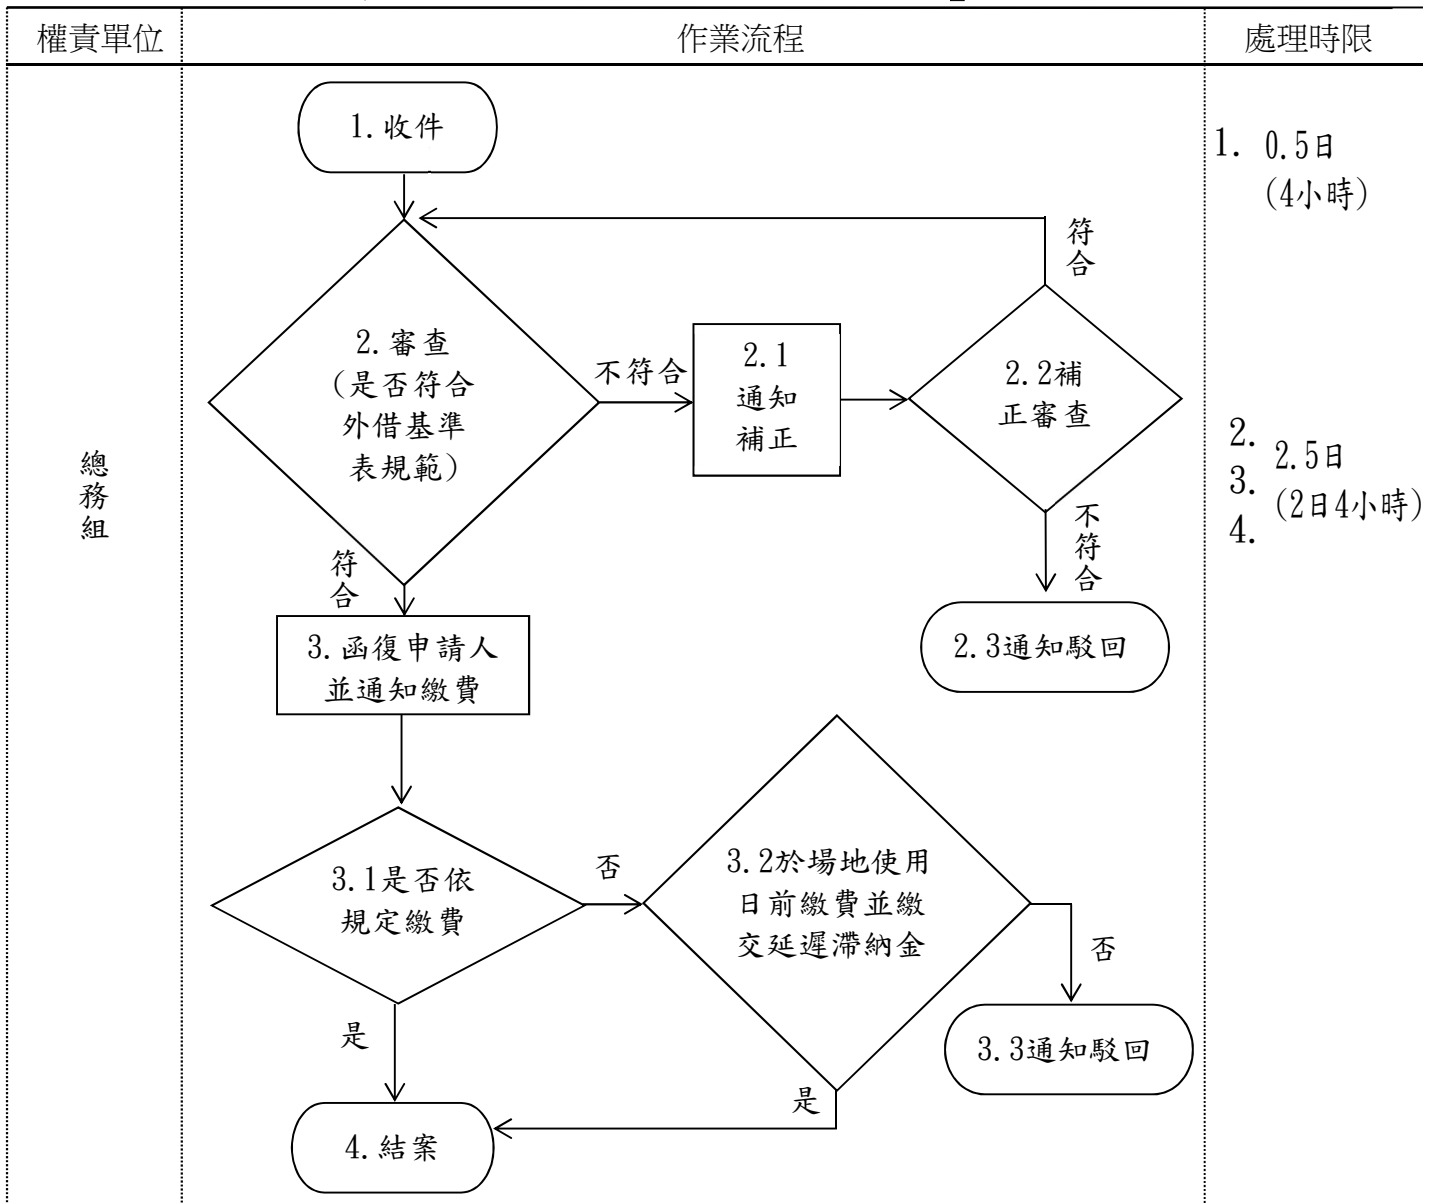 權責單位
作業流程
處理時限
總務組
1.收件
1. 0.5日
(4小時)
符合
2.審查
(是否符合
外借基準
表規範)
不符合
2.1
通知
補正
2.2補
正審查
2.
3.
4.
2.5日
(2日4小時)
符合
不符合
3.函復申請人
並通知繳費
2.3通知駁回
3.1是否依
規定繳費
否
3.2於場地使用
日前繳費並繳
交延遲滯納金
否
是
3.3通知駁回
是
4.結案